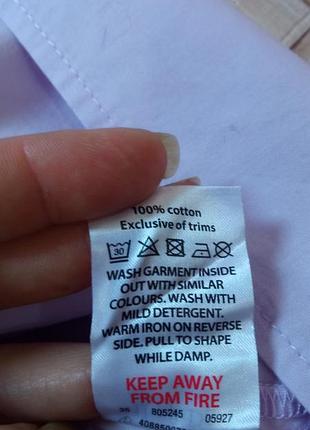 100% cotton
Exclusive of trims
30
WASH GARMENT INSIDE
OUT WITH SIMILAR
COLOURS. WASH WITH
MILD DETERGENT.
WARM IRON ON REVERSE
SIDE. PULL TO SHAPE
WHILE DAMP.
KEEP AWAY
FROM FIRE
805245 05927